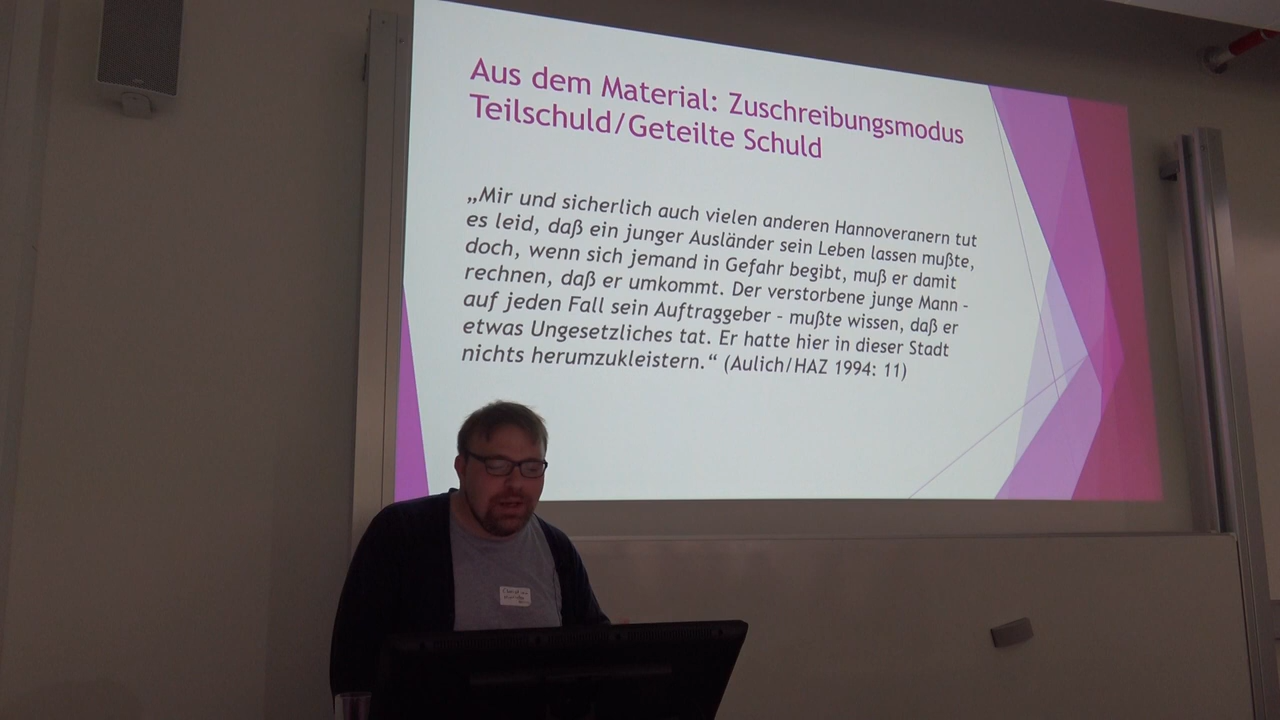 Aus dem Material: Zuschreibungsmodus
Teilschuld/Geteilte Schuld
„Mir und sicherlich auch vielen anderen Hannoveranern tut
es leid, daß ein junger Ausländer sein Leben lassen mußte,
doch, wenn sich jemand in Gefahr begibt, muß er damit
rechnen, daß er umkommt. Der verstorbene junge Mann –
auf jeden Fall sein Auftraggeber – mußte wissen, daß er
etwas Ungesetzliches tat. Er hatte hier in dieser Stadt
nichts herumzukleistern.“ (Aulich/HAZ 1994: 11)